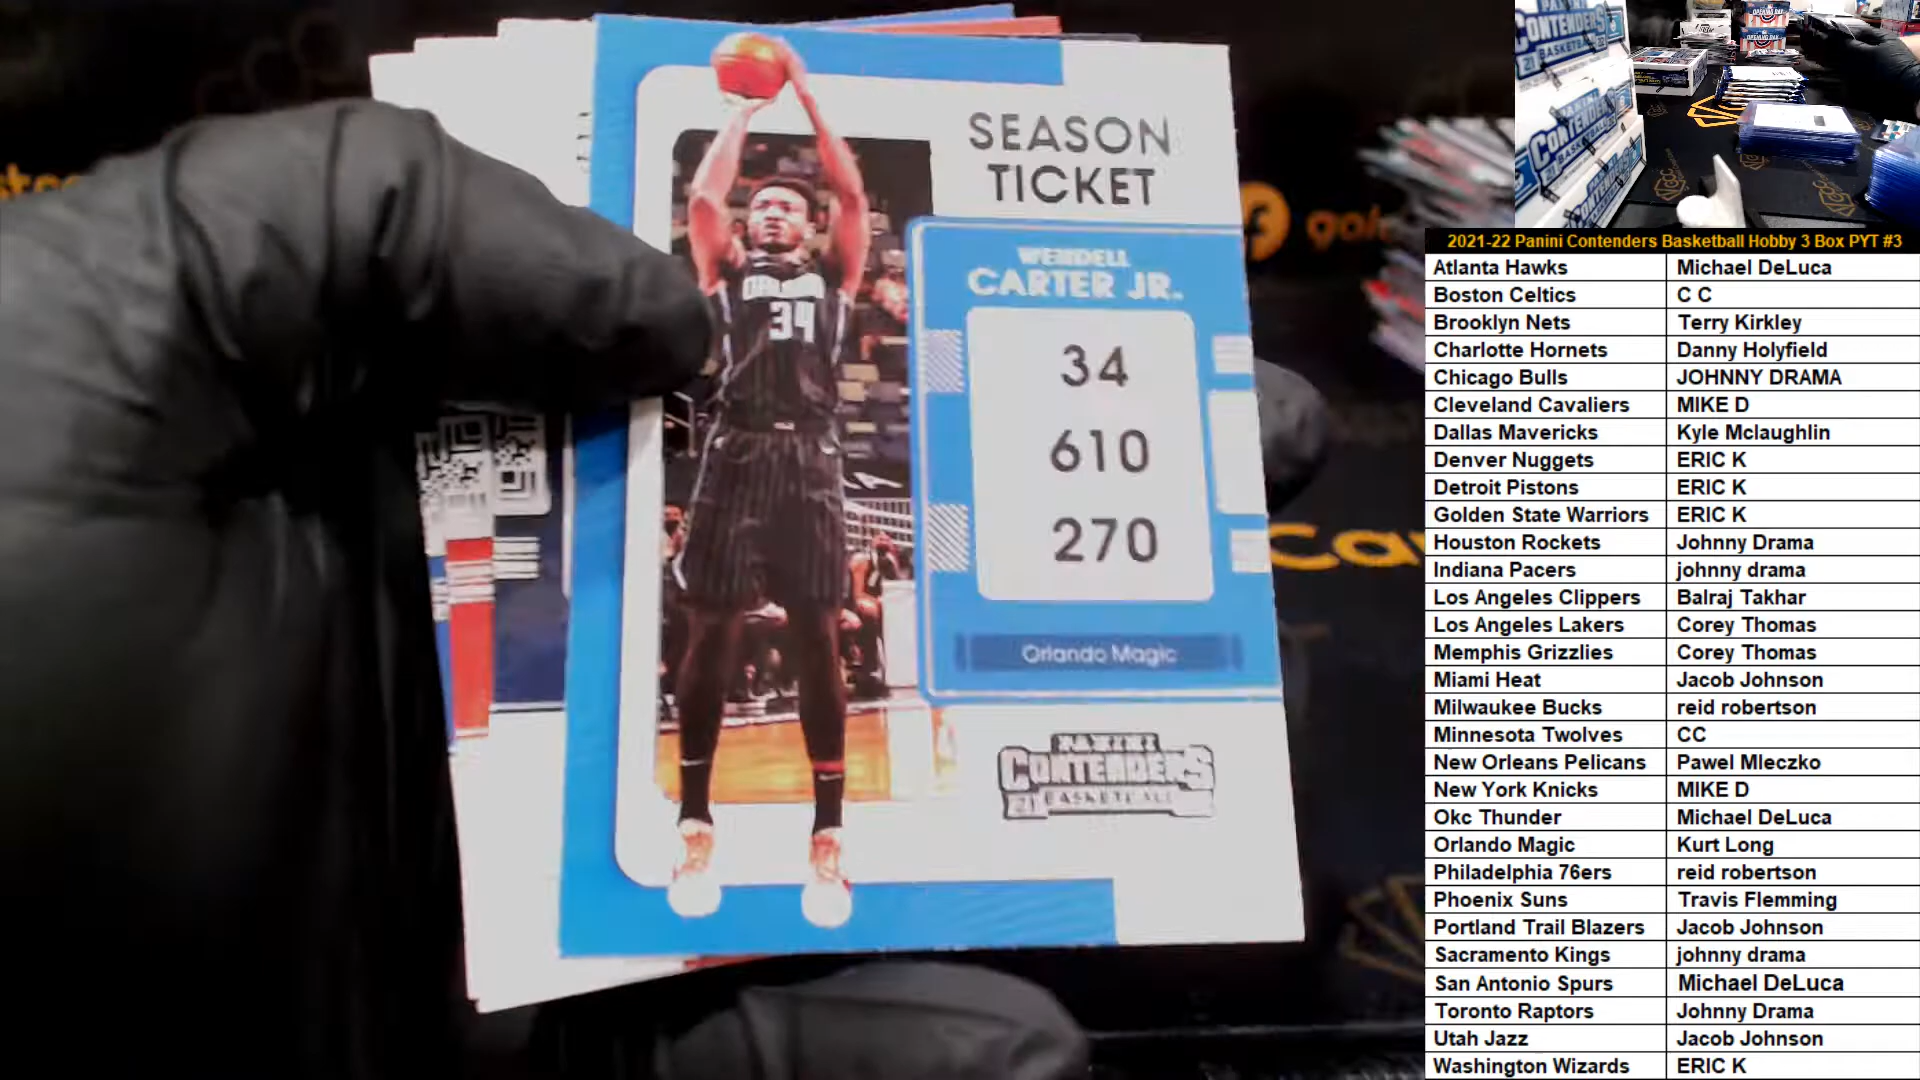 SEASON
TICKET
WENDELL
CARTER JR.
34
610
270
Orlando Magic
PANINI
CONTENDERS
21 BASKETBALL
ORLANDO
34
PANINI
CONTENDERS
BASKETBALL
2021-22 Panini Contenders Basketball Hobby 3 Box PYT #3
Atlanta Hawks Michael DeLuca
Boston Celtics C C
Brooklyn Nets Terry Kirkley
Charlotte Hornets Danny Holyfield
Chicago Bulls JOHNNY DRAMA
Cleveland Cavaliers MIKE D
Dallas Mavericks Kyle Mclaughlin
Denver Nuggets ERIC K
Detroit Pistons ERIC K
Golden State Warriors ERIC K
Houston Rockets Johnny Drama
Indiana Pacers johnny drama
Los Angeles Clippers Balraj Takhar
Los Angeles Lakers Corey Thomas
Memphis Grizzlies Corey Thomas
Miami Heat Jacob Johnson
Milwaukee Bucks reid robertson
Minnesota Twolves CC
New Orleans Pelicans Pawel Mleczko
New York Knicks MIKE D
Okc Thunder Michael DeLuca
Orlando Magic Kurt Long
Philadelphia 76ers reid robertson
Phoenix Suns Travis Flemming
Portland Trail Blazers Jacob Johnson
Sacramento Kings johnny drama
San Antonio Spurs Michael DeLuca
Toronto Raptors Johnny Drama
Utah Jazz Jacob Johnson
Washington Wizards ERIC K